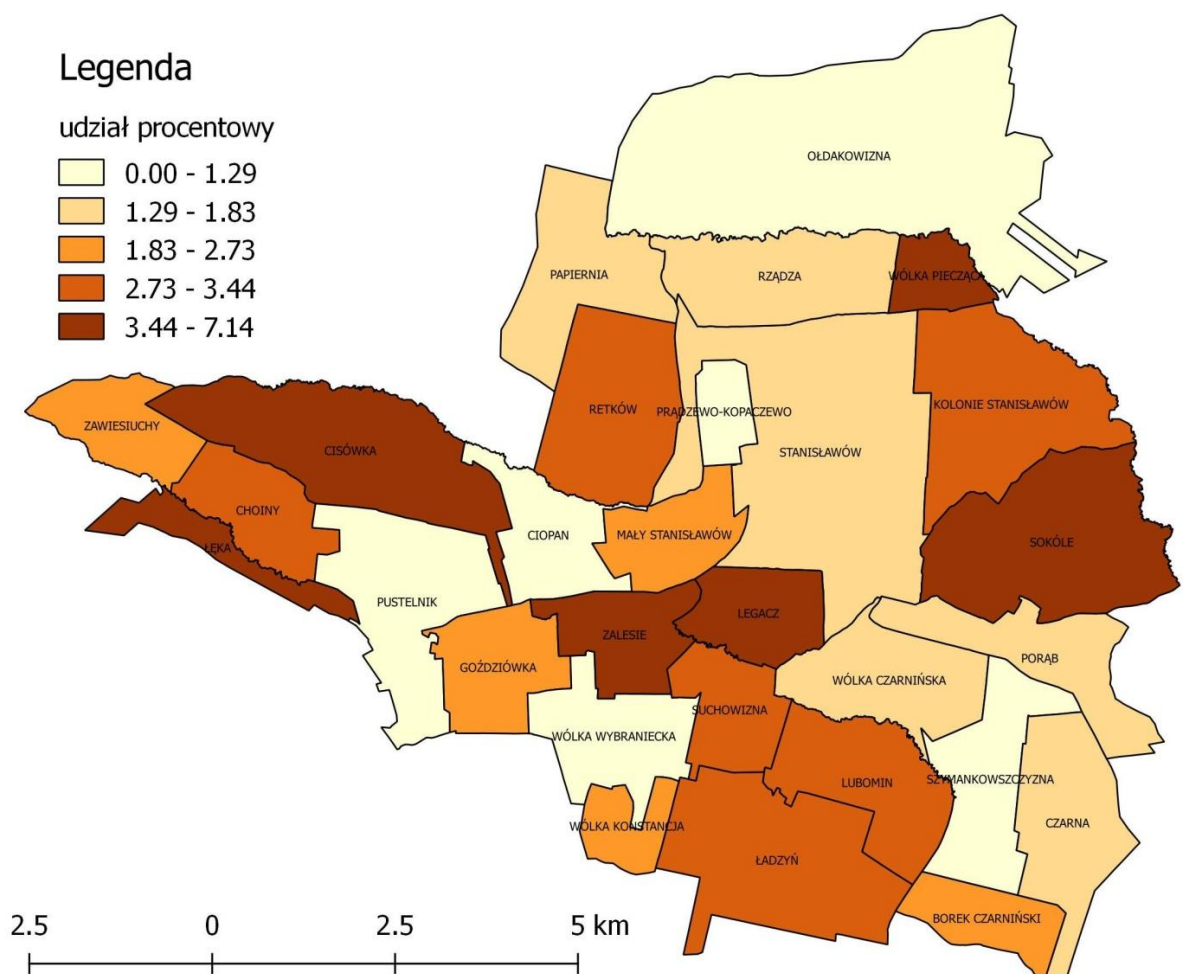 Legenda
udział procentowy
0.00 - 1.29
1.29 - 1.83
1.83 - 2.73
2.73 - 3.44
3.44 - 7.14
OŁDAKOWIZNA
PAPIERNIA
RZĄDZA
WÓLKA PIECZĄCA
RETKÓW
PRĄDZEWO-KOPACZEWO
KOLONIE STANISŁAWÓW
ZAWIESIUCHY
CISÓWKA
STANISŁAWÓW
CHOINY
CIOPAN
MAŁY STANISŁAWÓW
SOKÓLE
ŁĘKA
PUSTELNIK
LEGACZ
ZALESIE
GOŹDZIÓWKA
WÓLKA CZARNIŃSKA
PORĄB
SUCHOWIZNA
WÓLKA WYBRANIECKA
LUBOMIN
SZYMANKOWSZCZYZNA
WÓLKA KONSTANCJA
CZARNA
ŁADZYŃ
BOREK CZARNIŃSKI
2.5 0 2.5 5 km